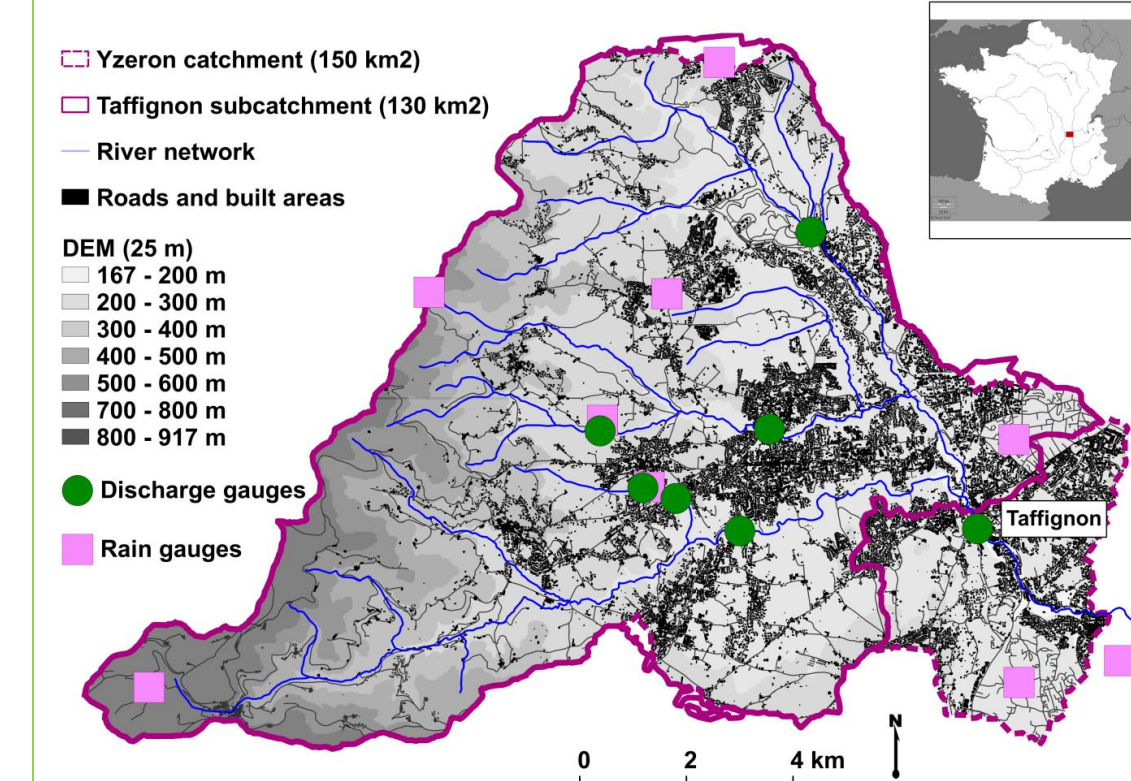 Yzeron catchment (150 km2)
Taffignon subcatchment (130 km2)
River network
Roads and built areas
DEM (25 m)
167 - 200 m
200 - 300 m
300 - 400 m
400 - 500 m
500 - 600 m
700 - 800 m
800 - 917 m
Discharge gauges
Rain gauges
Taffignon
N
0 2 4 km